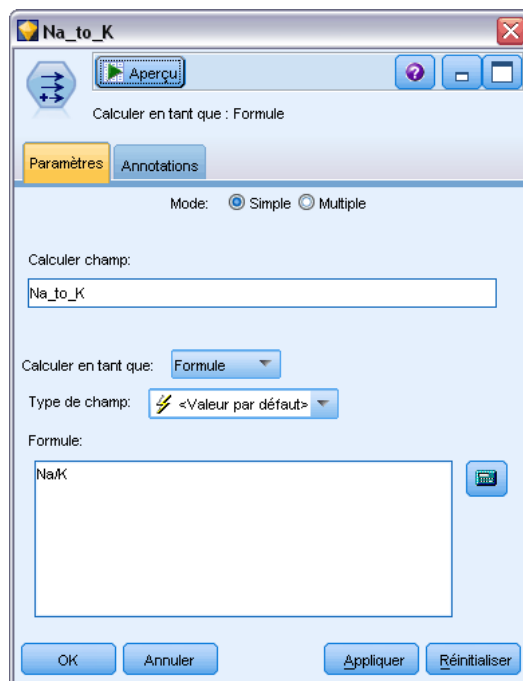 Na_to_K
Aperçu
Calculer en tant que : Formule
Paramètres Annotations
Mode: Simple Multiple
Calculer champ:
Na_to_K
Calculer en tant que: Formule
Type de champ: <Valeur par défaut>
Formule:
Na/K
OK Annuler Appliquer Réinitialiser